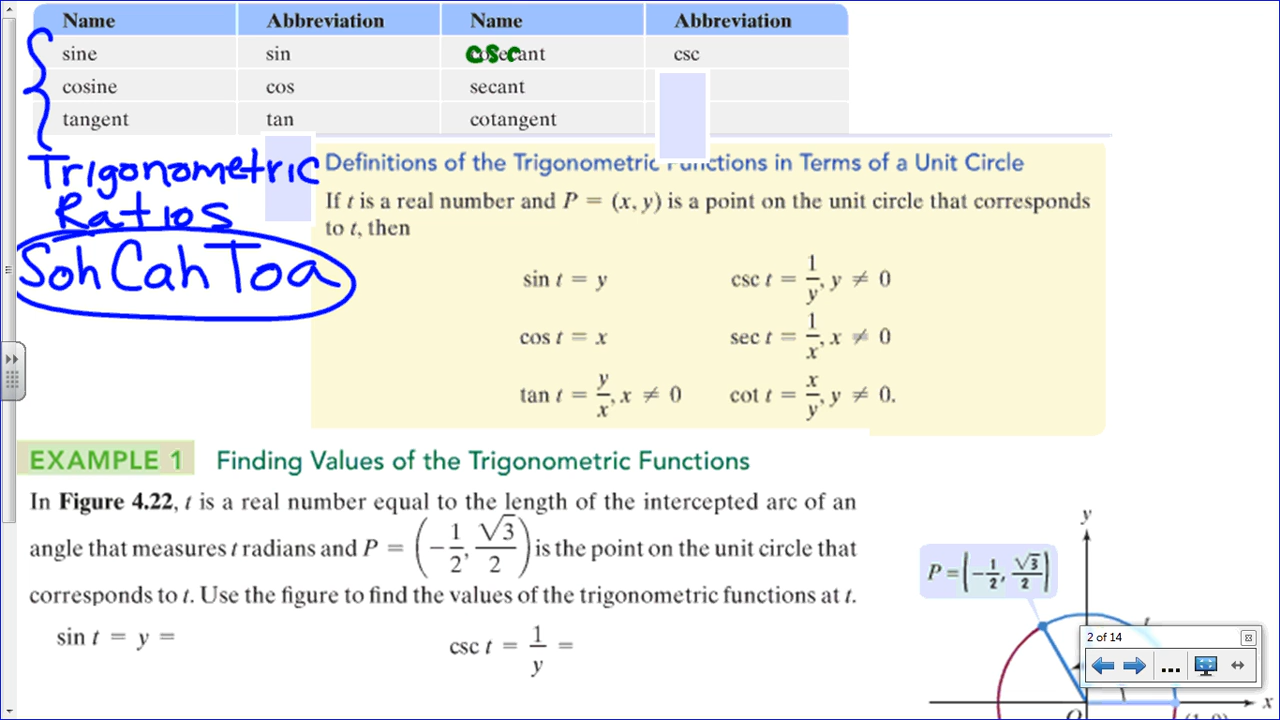 Name Abbreviation Name Abbreviation
sine sin cosecant csc
csc
cosine cos secant
tangent tan cotangent
Trigonometric
Ratios
SohCahToa
Definitions of the Trigonometric Functions in Terms of a Unit Circle
If t is a real number and P = (x, y) is a point on the unit circle that corresponds
to t, then
sin t = y csc t = 1/y, y ≠ 0
cos t = x sec t = 1/x, x ≠ 0
tan t = y/x, x ≠ 0 cot t = x/y, y ≠ 0.
EXAMPLE 1 Finding Values of the Trigonometric Functions
In Figure 4.22, t is a real number equal to the length of the intercepted arc of an
angle that measures t radians and P = (-1/2, √3/2) is the point on the unit circle that
corresponds to t. Use the figure to find the values of the trigonometric functions at t.
sin t = y =
csc t = 1/y =
y
P = (-1/2, √3/2)
t
2 of 14
x
O
(1, 0)